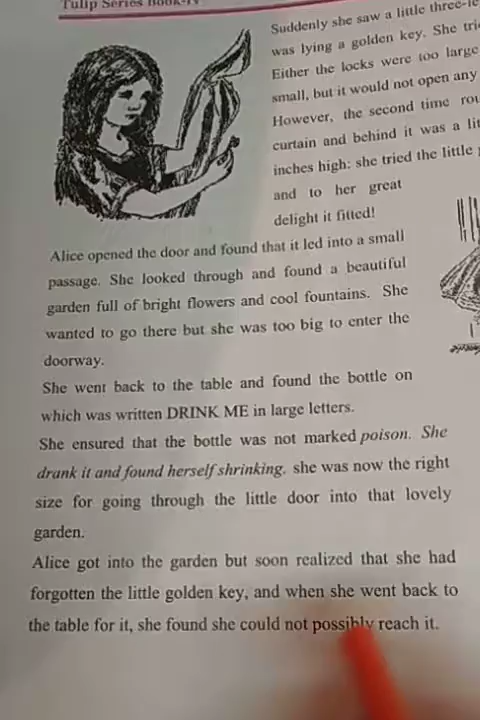 Tulip Series Book-IV
Suddenly she saw a little
was lying a golden key. She
Either the locks were too large
small, but it would not open any
However, the second time
curtain and behind it was a
inches high: she tried the little
and to her great
delight it fitted!
Alice opened the door and found that it led into a small
passage. She looked through and found a beautiful
garden full of bright flowers and cool fountains. She
wanted to go there but she was too big to enter the
doorway.
She went back to the table and found the bottle on
which was written DRINK ME in large letters.
She ensured that the bottle was not marked poison. She
drank it and found herself shrinking. she was now the right
size for going through the little door into that lovely
garden.
Alice got into the garden but soon realized that she had
forgotten the little golden key, and when she went back to
the table for it, she found she could not possibly reach it.